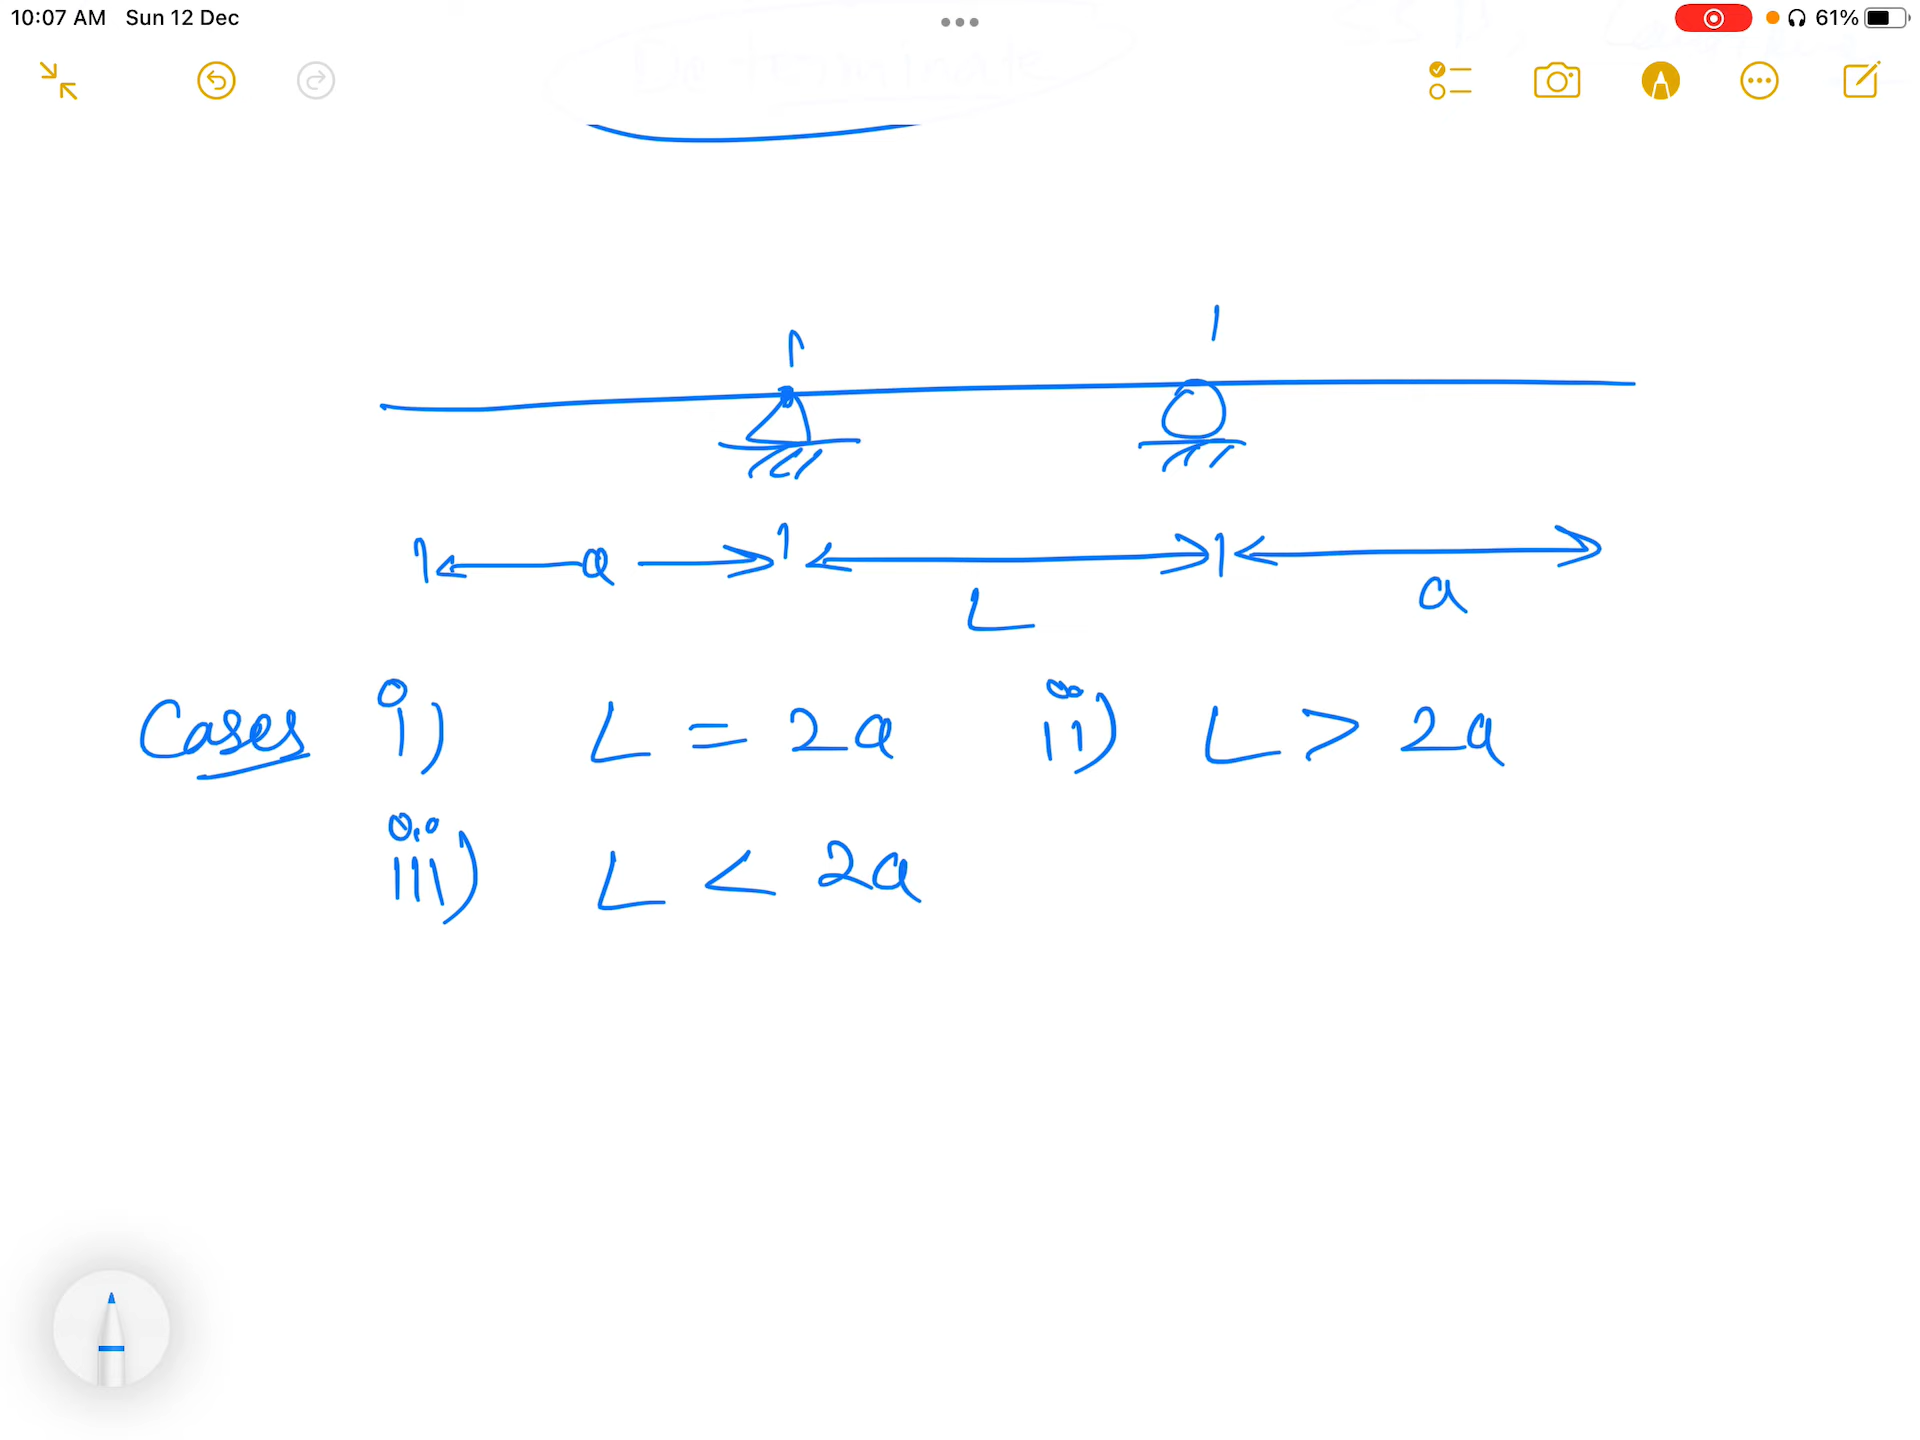 10:07 AM Sun 12 Dec 61%
a L a
Cases i) L = 2a ii) L > 2a
iii) L < 2a